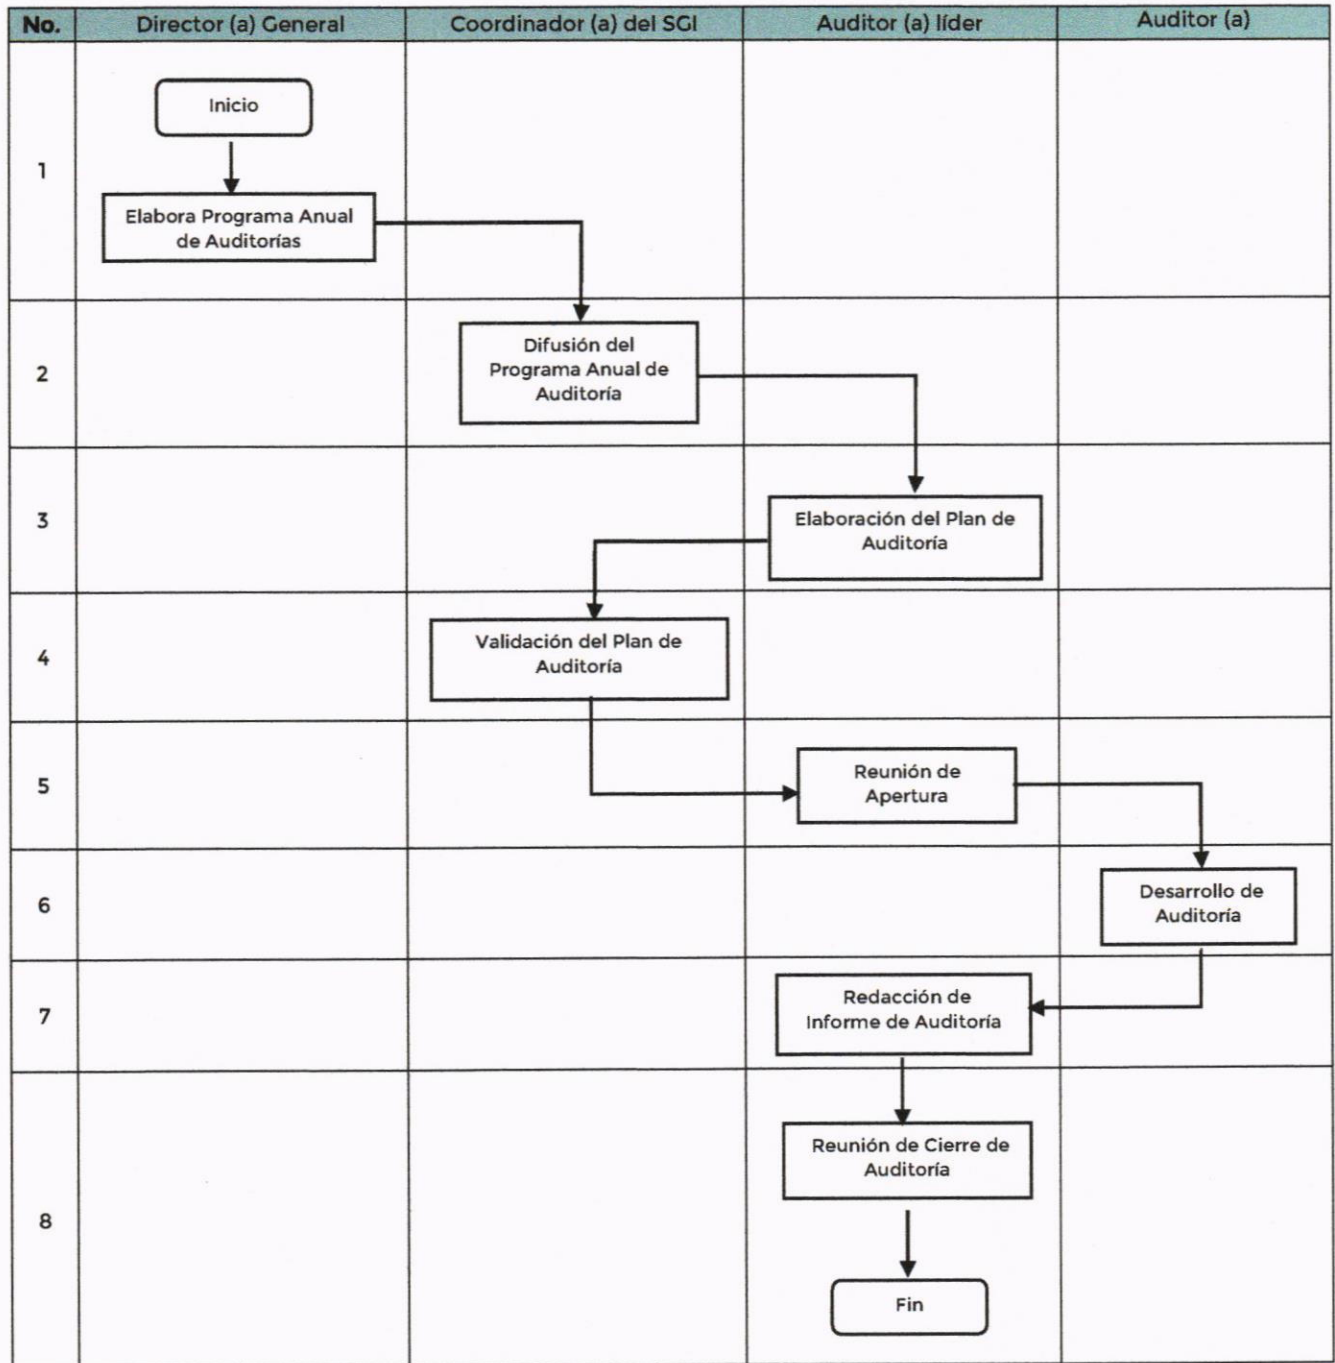 No. Director (a) General Coordinador (a) del SGI Auditor (a) líder Auditor (a)
1
Inicio
Elabora Programa Anual
de Auditorías
2
Difusión del
Programa Anual de
Auditoría
3
Elaboración del Plan de
Auditoría
4
Validación del Plan de
Auditoría
5
Reunión de
Apertura
6
Desarrollo de
Auditoría
7
Redacción de
Informe de Auditoría
8
Reunión de Cierre de
Auditoría
Fin